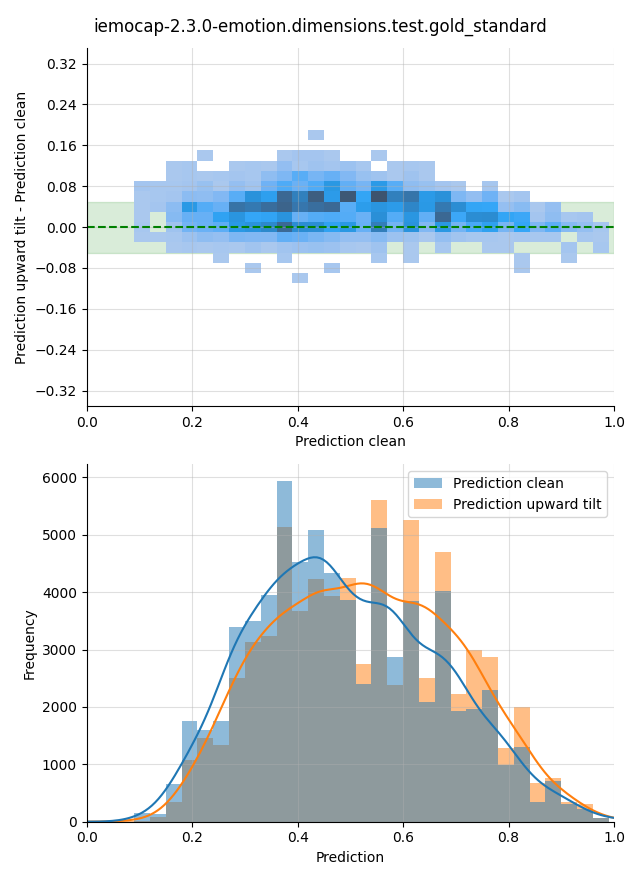 iemocap-2.3.0-emotion.dimensions.test.gold_standard
Prediction upward tilt - Prediction clean
0.32
0.24
0.16
0.08
0.00
−0.08
−0.16
−0.24
−0.32
0.0 0.2 0.4 0.6 0.8 1.0
Prediction clean
Frequency
6000
5000
4000
3000
2000
1000
0
Prediction clean
Prediction upward tilt
0.0 0.2 0.4 0.6 0.8 1.0
Prediction